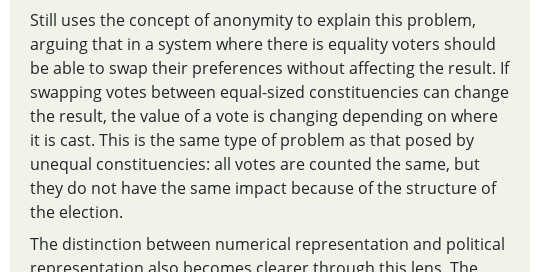 Still uses the concept of anonymity to explain this problem,
arguing that in a system where there is equality voters should
be able to swap their preferences without affecting the result. If
swapping votes between equal-sized constituencies can change
the result, the value of a vote is changing depending on where
it is cast. This is the same type of problem as that posed by
unequal constituencies: all votes are counted the same, but
they do not have the same impact because of the structure of
the election.
The distinction between numerical representation and political
representation also becomes clearer through this lens. The